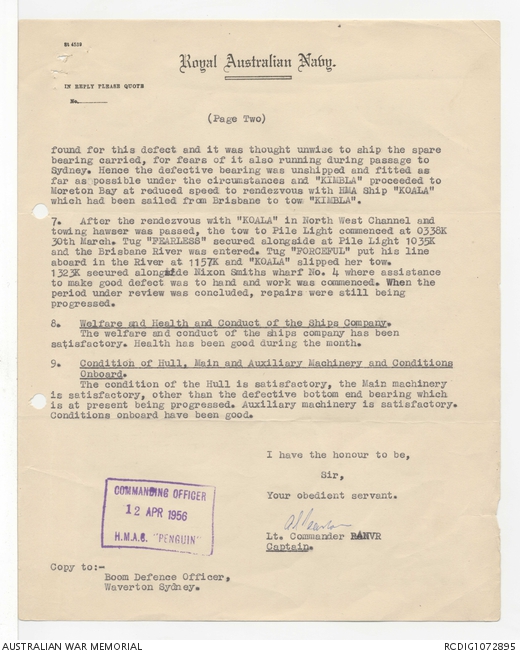 Royal Australian Navy.
IN REPLY PLEASE QUOTE
No.
(Page Two)
found for this defect and it was thought unwise to ship the spare
bearing carried, for fears of it also running during passage to
Sydney. Hence the defective bearing was unshipped and fitted as
far as possible under the circumstances and "KIMBLA" proceeded to
Moreton Bay at reduced speed to rendezvous with HMA Ship "KOALA"
which had been sailed from Brisbane to tow "KIMBLA".
7. After the rendezvous with "KOALA" in North West Channel and
towing hawser was passed, the tow to Pile Light commenced at 0338K
30th March. Tug "FEARLESS" secured alongside at Pile Light 1035K
and the Brisbane River was entered. Tug "FORCEFUL" put his line
aboard in the River at 1157K and "KOALA" slipped her tow.
1323K secured alongside Nixon Smiths wharf No. 4 where assistance
to make good defect was to hand and work was commenced. When the
period under review was concluded, repairs were still being
progressed.
8. Welfare and Health and Conduct of the Ships Company.
The welfare and conduct of the ships company has been
satisfactory. Health has been good during the month.
9. Condition of Hull, Main and Auxiliary Machinery and Conditions
Onboard.
The condition of the Hull is satisfactory, the Main machinery
is satisfactory, other than the defective bottom end bearing which
is at present being progressed. Auxiliary machinery is satisfactory.
Conditions onboard have been good.
I have the honour to be,
Sir,
Your obedient servant.
Lt. Commander RANVR
Captain.
COMMANDING OFFICER
12 APR 1956
H.M.A.S. "PENGUIN"
Copy to:-
Boom Defence Officer,
Waverton Sydney.
AUSTRALIAN WAR MEMORIAL
RCDIG1072895